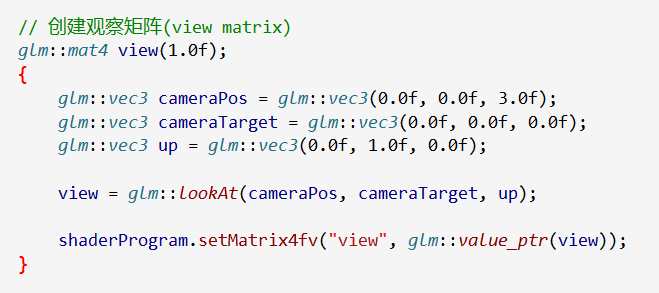 // 创建观察矩阵(view matrix)
glm::mat4 view(1.0f);
{
    glm::vec3 cameraPos = glm::vec3(0.0f, 0.0f, 3.0f);
    glm::vec3 cameraTarget = glm::vec3(0.0f, 0.0f, 0.0f);
    glm::vec3 up = glm::vec3(0.0f, 1.0f, 0.0f);

    view = glm::lookAt(cameraPos, cameraTarget, up);

    shaderProgram.setMatrix4fv("view", glm::value_ptr(view));
}